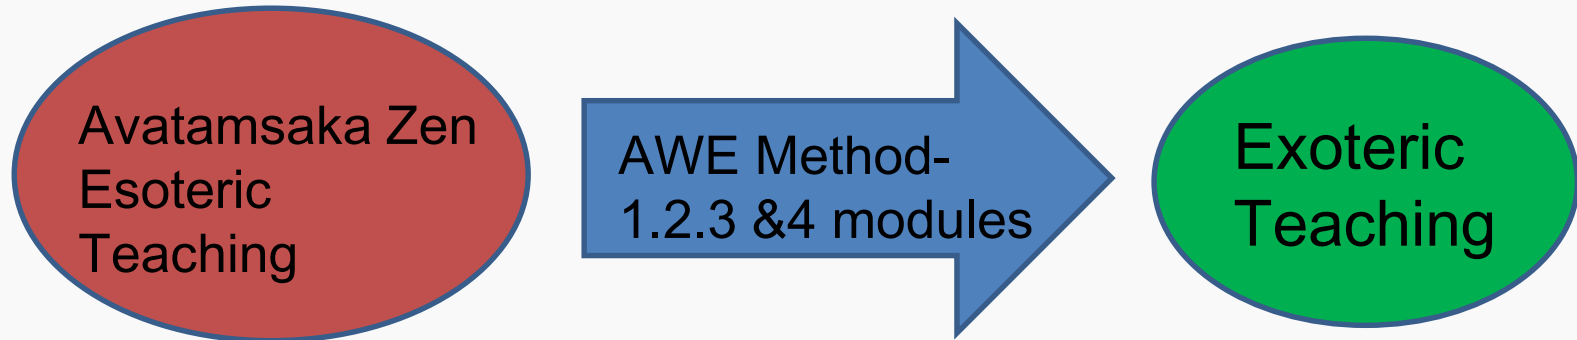 Avatamsaka Zen
Esoteric
Teaching
AWE Method-
1.2.3 &4 modules
Exoteric
Teaching